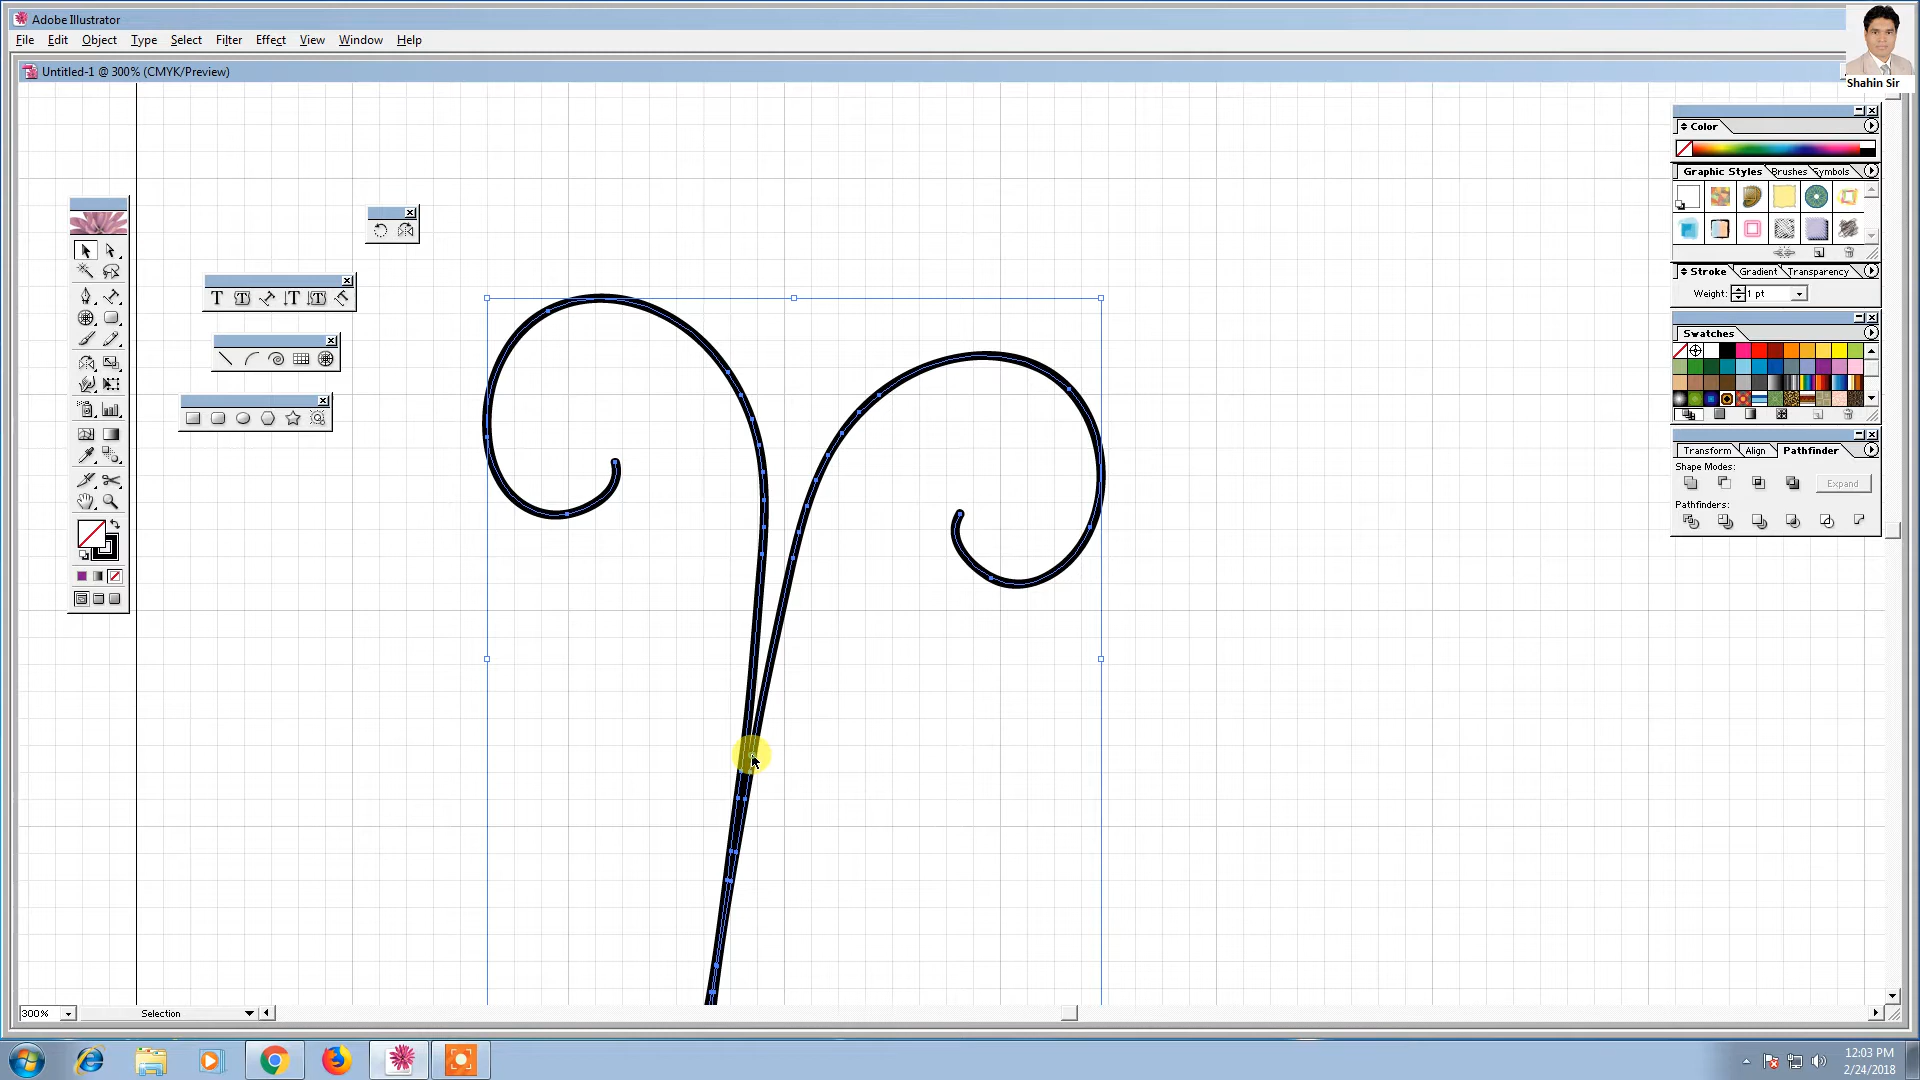 Adobe Illustrator
File Edit Object Type Select Filter Effect View Window Help
Shahin Sir
Untitled-1 @ 300% (CMYK/Preview)
Color
Graphic Styles Brushes Symbols
Stroke Gradient Transparency
Weight: 1 pt
Swatches
Transform Align Pathfinder
Shape Modes:
Expand
Pathfinders:
300% Selection
12:03 PM
2/24/2018